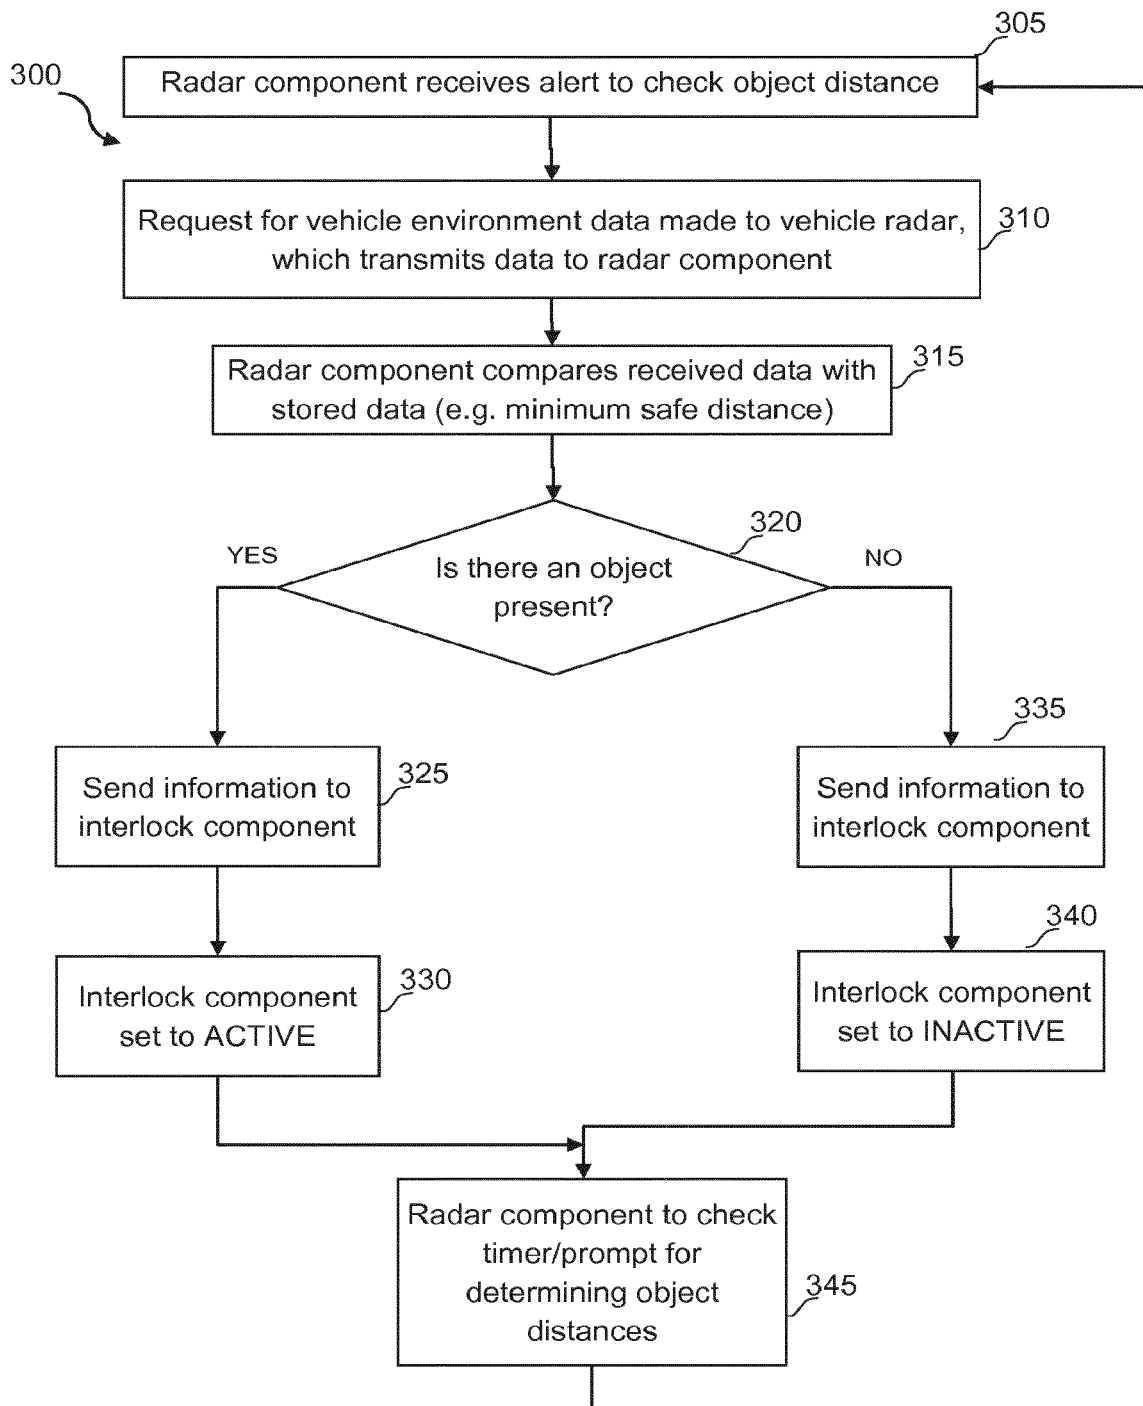 305
300
Radar component receives alert to check object distance
Request for vehicle environment data made to vehicle radar,
which transmits data to radar component
310
Radar component compares received data with
stored data (e.g. minimum safe distance)
315
320
YES
NO
Is there an object
present?
335
Send information to
interlock component
325
Send information to
interlock component
340
Interlock component
set to ACTIVE
330
Interlock component
set to INACTIVE
Radar component to check
timer/prompt for
determining object
distances
345